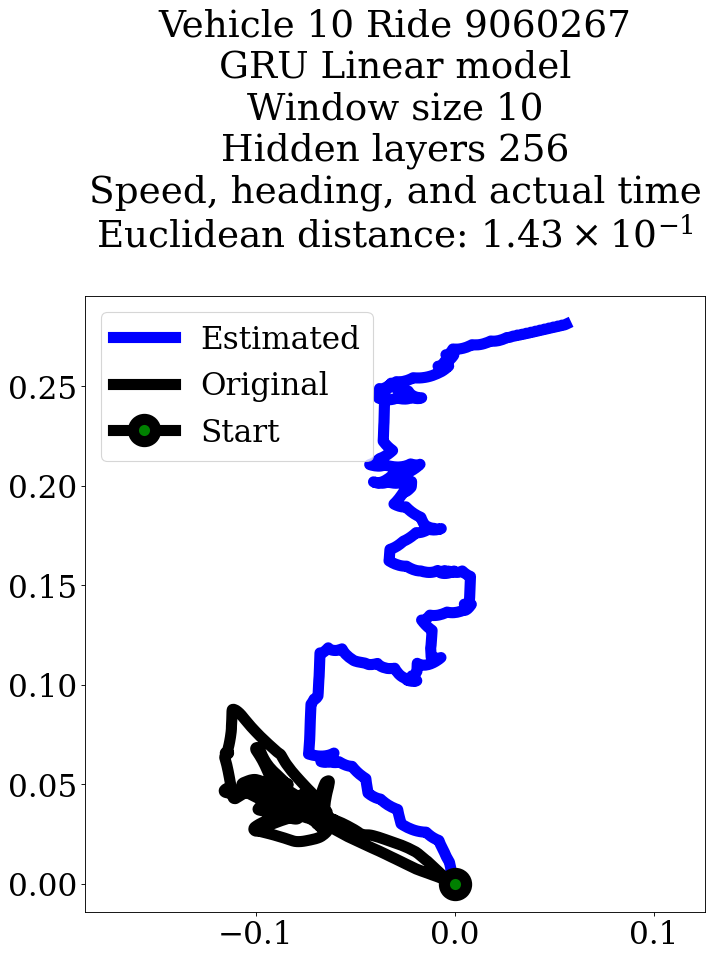 Vehicle 10 Ride 9060267
GRU Linear model
Window size 10
Hidden layers 256
Speed, heading, and actual time
Euclidean distance: 1.43 × 10⁻¹
Estimated
Original
Start
0.25
0.20
0.15
0.10
0.05
0.00
−0.1
0.0
0.1